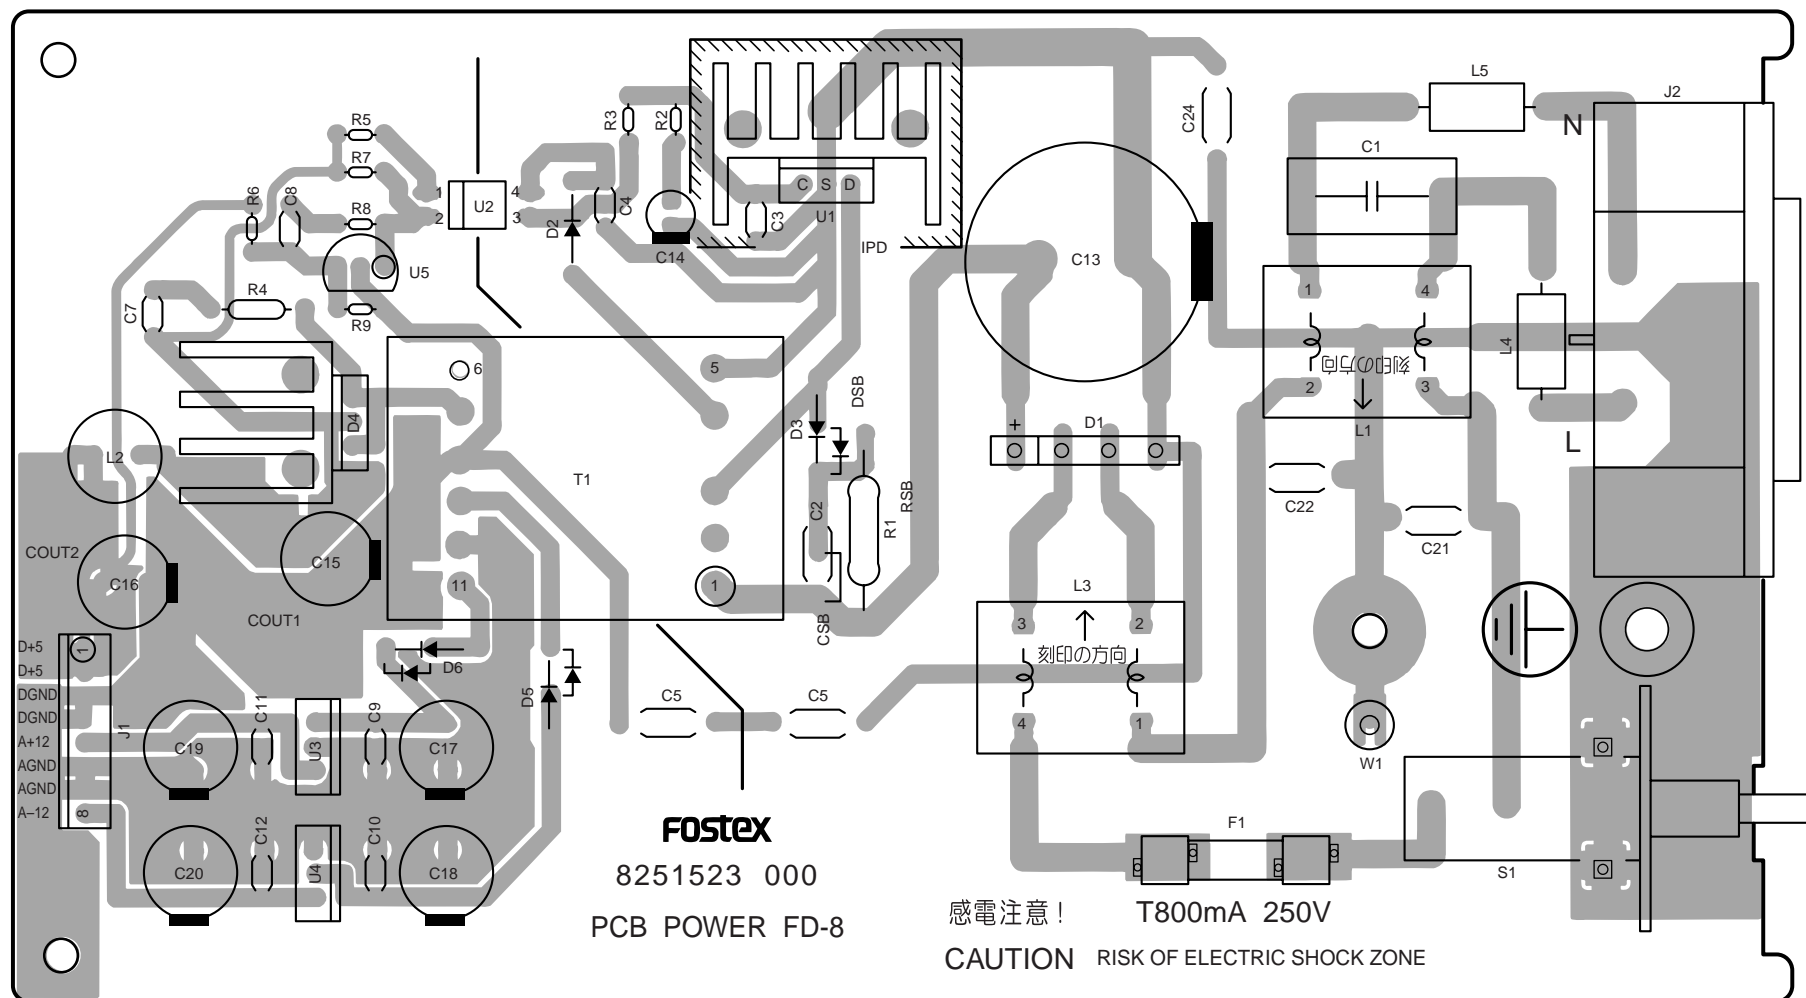 L5
J2
R5
R3
R2
C24
N
C1
R7
R6
C8
1
4
U2
C S D
R8
2
3
D2
C4
C3
U1
IPD
C14
U5
C13
R4
C7
R9
1
4
6
5
刻印の方向
L4
2
3
D4
D3
DSB
+
D1
L1
L
L2
T1
C22
R1
RSB
C2
C21
COUT2
C15
C16
11
1
COUT1
CSB
L3
3
2
D+5
1
D6
刻印の方向
D+5
DGND
D5
C5
C5
DGND
J1
C11
C9
4
1
A+12
C19
U3
C17
W1
AGND
AGND
A–12
8
C12
C10
FOSTEX
F1
C20
U4
C18
8251523 000
S1
PCB POWER FD-8
感電注意！
T800mA 250V
CAUTION RISK OF ELECTRIC SHOCK ZONE